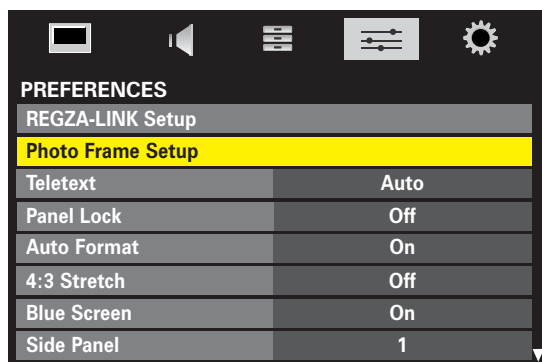 PREFERENCES
REGZA-LINK Setup
Photo Frame Setup
Teletext Auto
Panel Lock Off
Auto Format On
4:3 Stretch Off
Blue Screen On
Side Panel 1